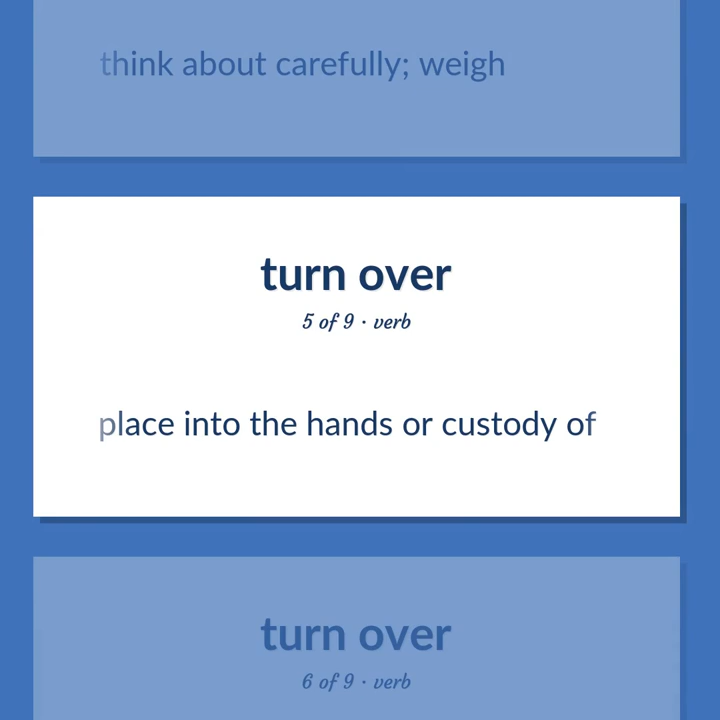 think about carefully; weigh
turn over
5 of 9 · verb
place into the hands or custody of
turn over
6 of 9 · verb